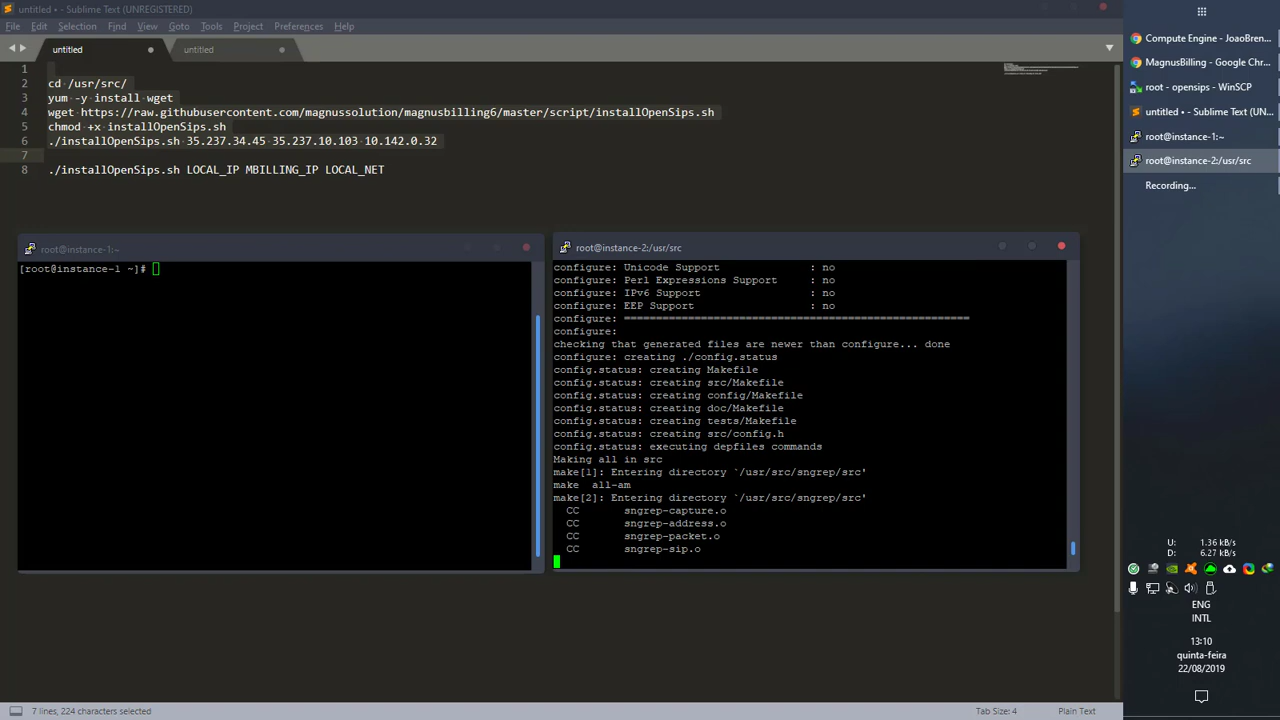 untitled • - Sublime Text (UNREGISTERED)
File Edit Selection Find View Goto Tools Project Preferences Help
untitled
untitled
1
2 cd /usr/src/
3 yum -y install wget
4 wget https://raw.githubusercontent.com/magnussolution/magnusbilling6/master/script/installOpenSips.sh
5 chmod +x installOpenSips.sh
6 ./installOpenSips.sh 35.237.34.45 35.237.10.103 10.142.0.32
7
8 ./installOpenSips.sh LOCAL_IP MBILLING_IP LOCAL_NET
root@instance-1:~
[root@instance-1 ~]#
root@instance-2:/usr/src
configure: Unicode Support : no
configure: Perl Expressions Support : no
configure: IPv6 Support : no
configure: EEP Support : no
configure: ======================================================
configure:
checking that generated files are newer than configure... done
configure: creating ./config.status
config.status: creating Makefile
config.status: creating src/Makefile
config.status: creating config/Makefile
config.status: creating doc/Makefile
config.status: creating tests/Makefile
config.status: creating src/config.h
config.status: executing depfiles commands
Making all in src
make[1]: Entering directory `/usr/src/sngrep/src'
make all-am
make[2]: Entering directory `/usr/src/sngrep/src'
CC sngrep-capture.o
CC sngrep-address.o
CC sngrep-packet.o
CC sngrep-sip.o
7 lines, 224 characters selected
Tab Size: 4
Plain Text
Compute Engine - JoaoBren...
MagnusBilling - Google Chr...
root - opensips - WinSCP
untitled • - Sublime Text (UN...
root@instance-1:~
root@instance-2:/usr/src
Recording...
U: 1.36 kB/s
D: 6.27 kB/s
ENG
INTL
13:10
quinta-feira
22/08/2019